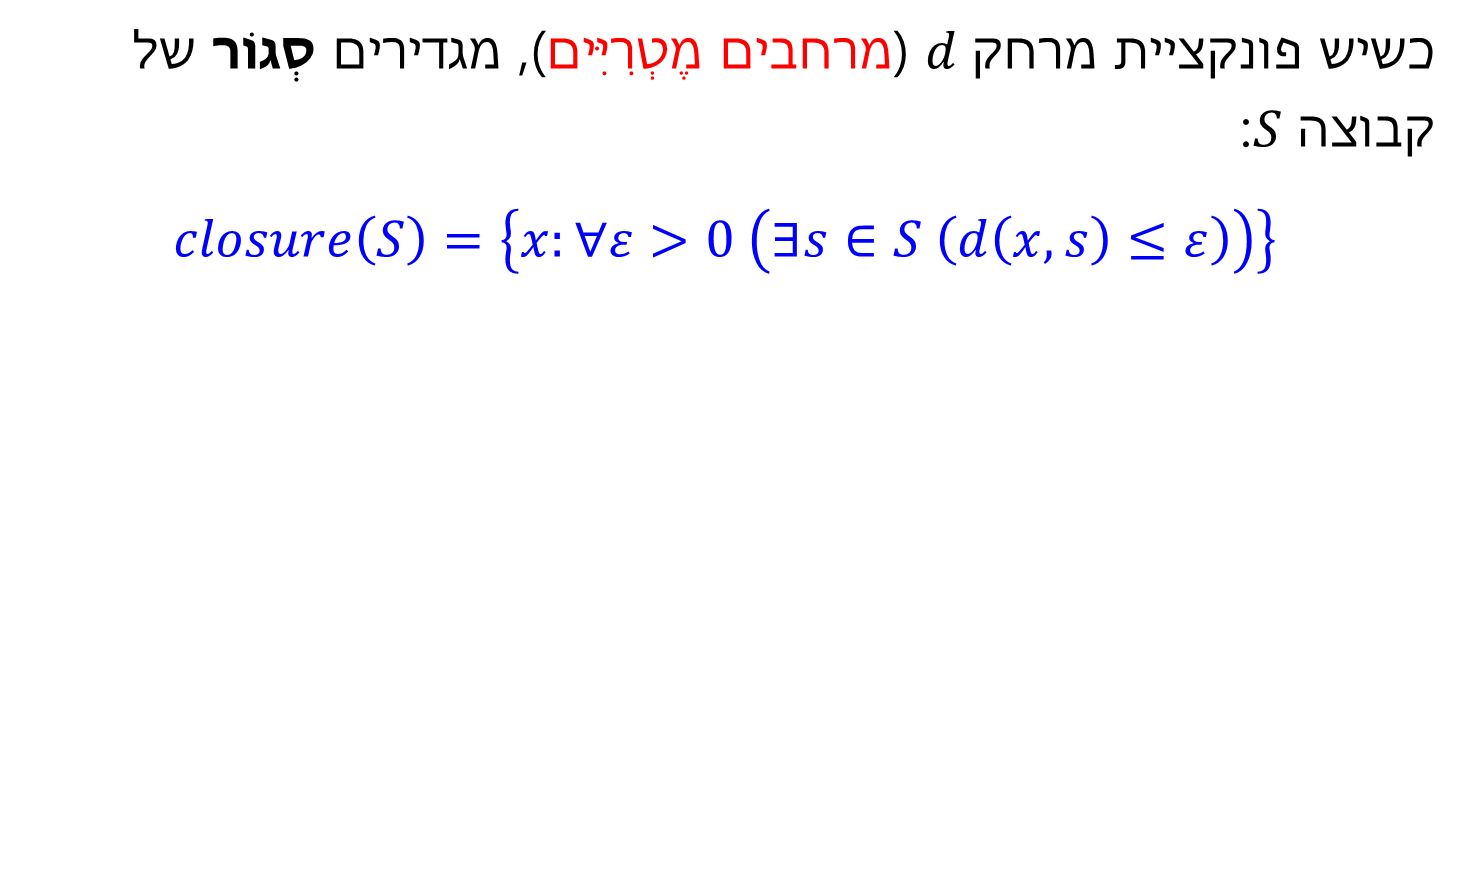 כשיש פונקציית מרחק d (מרחבים מֶטְרִיִּים), מגדירים סְגוֹר של
קבוצה S:
closure(S) = {x: ∀ε > 0 (∃s ∈ S (d(x, s) ≤ ε))}